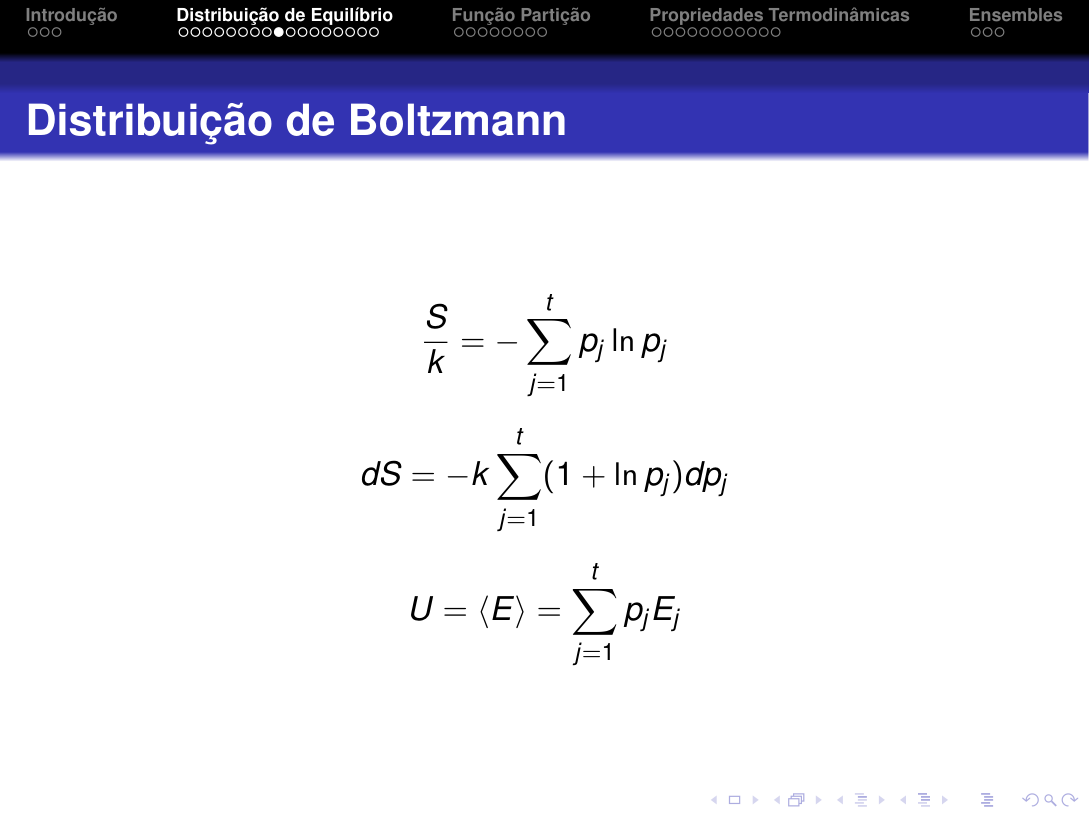 Introdução Distribuição de Equilíbrio Função Partição Propriedades Termodinâmicas Ensembles
Distribuição de Boltzmann
$\frac{S}{k} = -\sum_{j=1}^{t} p_j \ln p_j$
$dS = -k \sum_{j=1}^{t} (1 + \ln p_j) dp_j$
$U = \langle E \rangle = \sum_{j=1}^{t} p_j E_j$